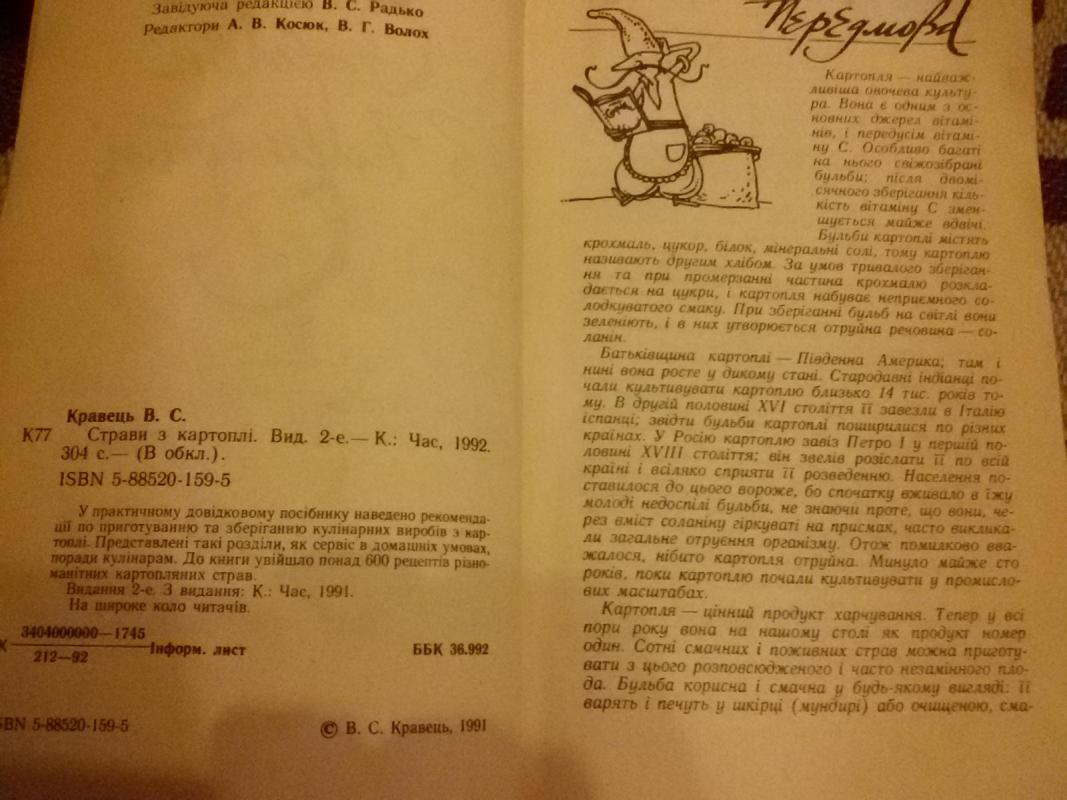 Завідуюча редакцією В. С. Радько
Редактори А. В. Косюк, В. Г. Волох
Кравець В. С.
К77 Страви з картоплі. Вид. 2-е.— К.: Час, 1992.
304 с.— (В обкл.).
ISBN 5-88520-159-5
У практичному довідковому посібнику наведено рекоменда-
ції по приготуванню та зберіганню кулінарних виробів з кар-
топлі. Представлені такі розділи, як сервіс в домашніх умовах,
поради кулінарам. До книги увійшло понад 600 рецептів різно-
манітних картопляних страв.
Видання 2-е. З видання: К.: Час, 1991.
На широке коло читачів.
3404000000—1745
212—92
Інформ. лист
ББК 36.992
SBN 5-88520-159-5
© В. С. Кравець, 1991
Передмова
Картопля — найваж-
ливіша овочева культу-
ра. Вона є одним з ос-
новних джерел вітамі-
нів, і передусім вітамі-
ну С. Особливо багаті
на нього свіжозібрані
бульби; після двомі-
сячного зберігання кіль-
кість вітаміну С змен-
шується майже вдвічі.
Бульби картоплі містять
крохмаль, цукор, білок, мінеральні солі, тому картоплю
називають другим хлібом. За умов тривалого зберіган-
ня та при промерзанні частина крохмалю розкла-
дається на цукри, і картопля набуває неприємного со-
лодкуватого смаку. При зберіганні бульб на світлі вони
зеленіють, і в них утворюється отруйна речовина — со-
ланін.
Батьківщина картоплі — Південна Америка; там і
нині вона росте у дикому стані. Стародавні індіанці по-
чали культивувати картоплю близько 14 тис. років то-
му. В другій половині XVI століття її завезли в Італію
іспанці; звідти бульби картоплі поширилися по різних
країнах. У Росію картоплю завіз Петро I у першій по-
ловині XVIII століття; він звелів розіслати її по всій
країні і всіляко сприяти її розведенню. Населення по-
ставилося до цього вороже, бо спочатку вживало в їжу
молоді недоспілі бульби, не знаючи проте, що вони, че-
рез вміст соланіну гіркуваті на присмак, часто виклика-
ли загальне отруєння організму. Отож помилково вва-
жалося, нібито картопля отруйна. Минуло майже сто
років, поки картоплю почали культивувати у промисло-
вих масштабах.
Картопля — цінний продукт харчування. Тепер у всі
пори року вона на нашому столі як продукт номер
один. Сотні смачних і поживних страв можна приготу-
вати з цього розповсюдженого і часто незамінного пло-
да. Бульба корисна і смачна у будь-якому вигляді: її
варять і печуть у шкірці (мундирі) або очищеною, сма-